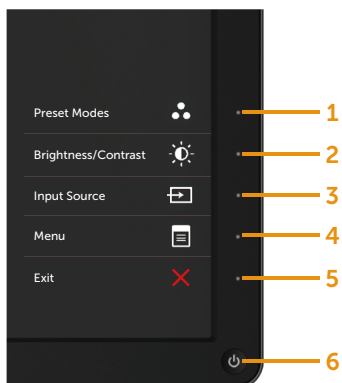 Preset Modes
1
Brightness/Contrast
2
Input Source
3
Menu
4
Exit
5
6